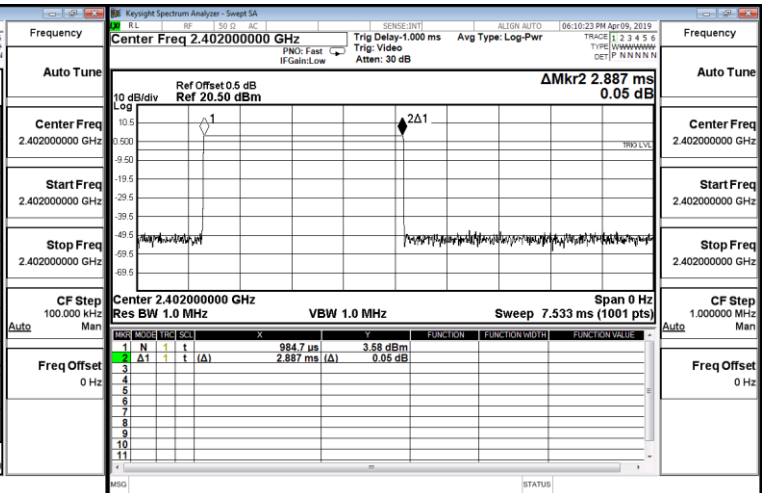 Frequency
Auto Tune
Center Freq
2.402000000 GHz
Start Freq
2.402000000 GHz
Stop Freq
2.402000000 GHz
CF Step
100.000 kHz
Auto Man
Freq Offset
0 Hz
Keysight Spectrum Analyzer - Swept SA
RL RF 50 Ω AC SENSE:INT ALIGN AUTO 06:10:23 PM Apr 09, 2019
Center Freq 2.402000000 GHz
PNO: Fast
IFGain:Low
Trig Delay-1.000 ms
Trig: Video
Atten: 30 dB
Avg Type: Log-Pwr
TRACE 1 2 3 4 5 6
TYPE WWWWWW
DET P NNNNN
ΔMkr2 2.887 ms
0.05 dB
Ref Offset 0.5 dB
10 dB/div Ref 20.50 dBm
Log
10.5
0.500
-9.50
-19.5
-29.5
-39.5
-49.5
-59.5
-69.5
1
2Δ1
TRIG LVL
Center 2.402000000 GHz Span 0 Hz
Res BW 1.0 MHz VBW 1.0 MHz Sweep 7.533 ms (1001 pts)
MKR MODE TRC SCL X Y FUNCTION FUNCTION WIDTH FUNCTION VALUE
1 N 1 t 984.7 µs 3.58 dBm
2 Δ1 1 t (Δ) 2.887 ms (Δ) 0.05 dB
3
4
5
6
7
8
9
10
11
MSG STATUS
Frequency
Auto Tune
Center Freq
2.402000000 GHz
Start Freq
2.402000000 GHz
Stop Freq
2.402000000 GHz
CF Step
1.000000 MHz
Auto Man
Freq Offset
0 Hz